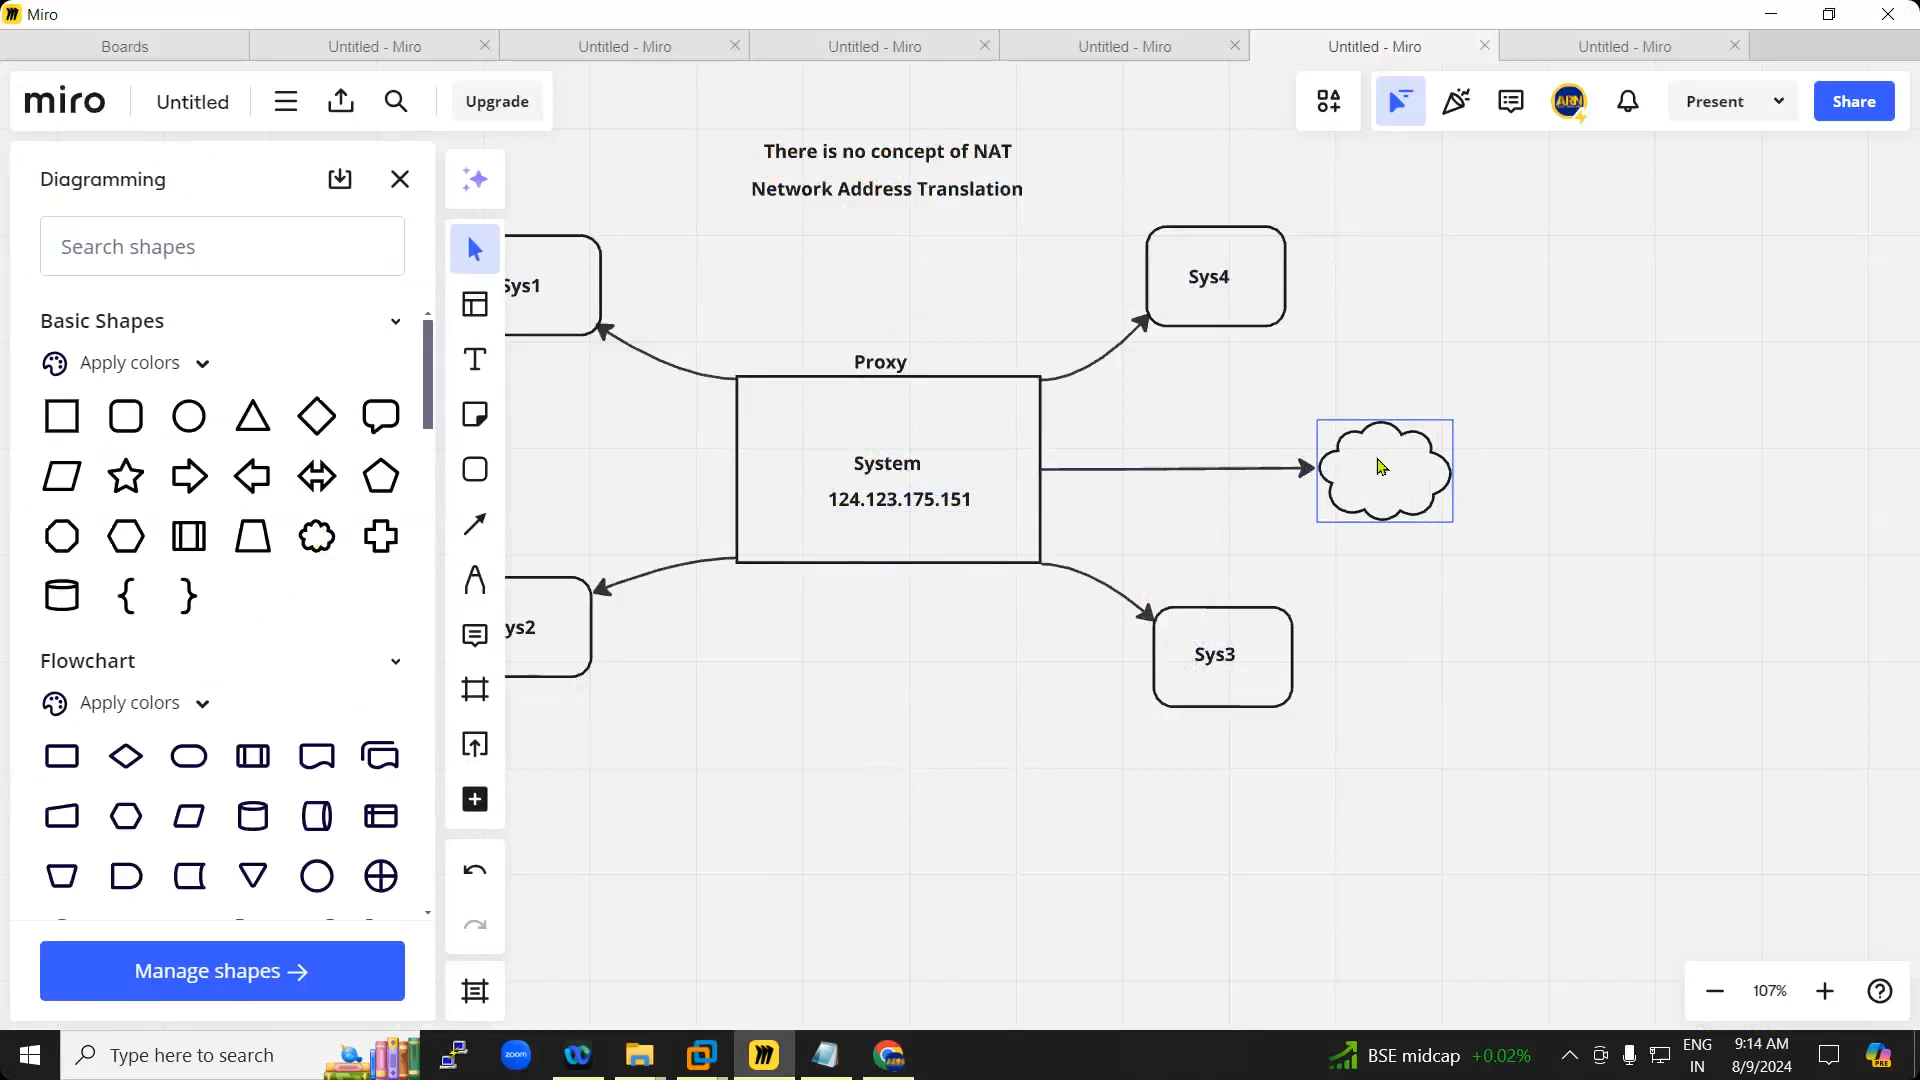 Miro
Boards
Untitled - Miro
Untitled - Miro
Untitled - Miro
Untitled - Miro
Untitled - Miro
Untitled - Miro
miro
Untitled
Upgrade
ABN
Present
Share
Diagramming
Search shapes
Basic Shapes
Apply colors
Flowchart
Apply colors
Manage shapes
There is no concept of NAT
Network Address Translation
Sys1
Sys4
Proxy
System
124.123.175.151
ys2
Sys3
107%
Type here to search
zoom
BSE midcap +0.02%
ENG
IN
9:14 AM
8/9/2024
PRE